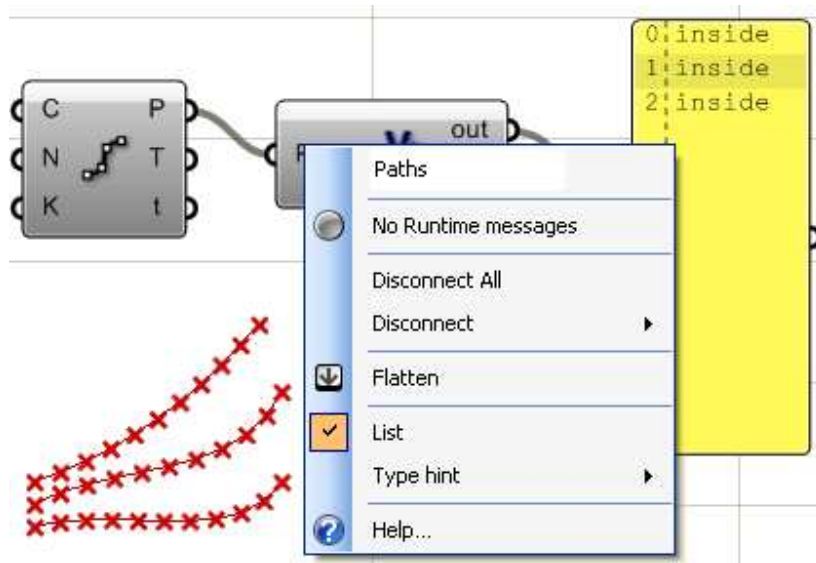 C P
N T
K t
out
0 inside
1 inside
2 inside
Paths
No Runtime messages
Disconnect All
Disconnect
Flatten
List
Type hint
Help...